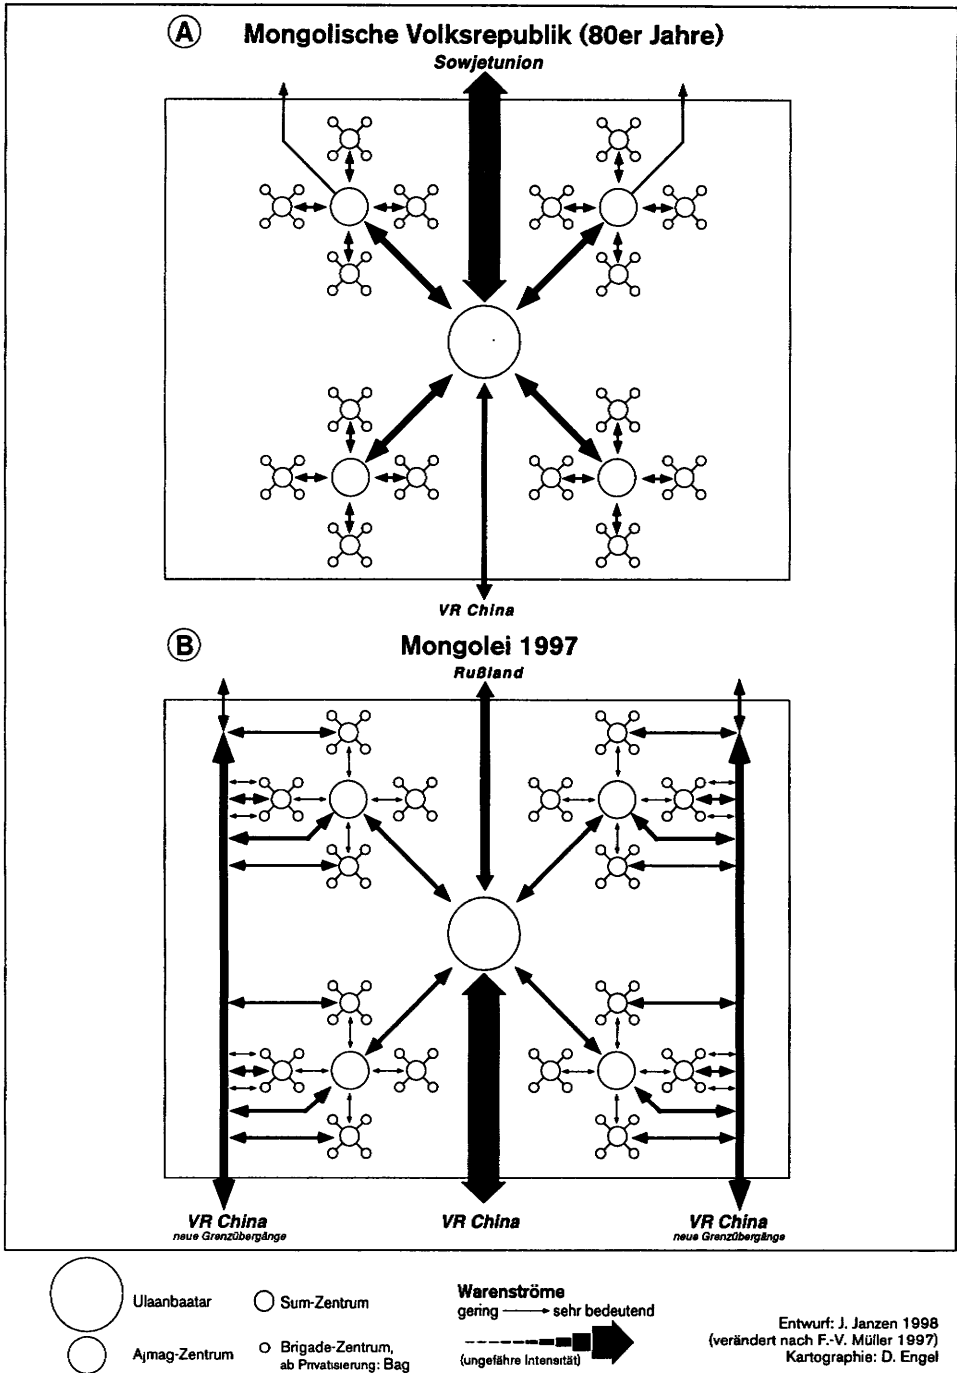 A Mongolische Volksrepublik (80er Jahre)
Sowjetunion
VR China
B Mongolei 1997
Rußland
VR China
neue Grenzübergänge
VR China
VR China
neue Grenzübergänge
Ulaanbaatar
Ajmag-Zentrum
Sum-Zentrum
Brigade-Zentrum,
ab Privatisierung: Bag
Warenströme
gering sehr bedeutend
(ungefähre Intensität)
Entwurf: J. Janzen 1998
(verändert nach F.-V. Müller 1997)
Kartographie: D. Engel